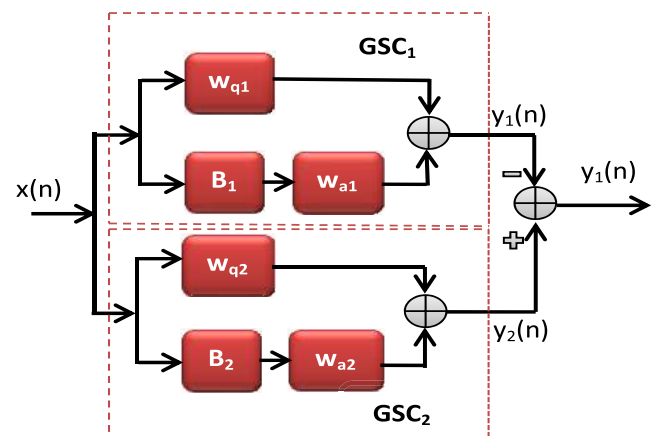 GSC₁
w_q1
y₁(n)
B₁
w_a1
x(n)
−
y₁(n)
+
w_q2
y₂(n)
B₂
w_a2
GSC₂